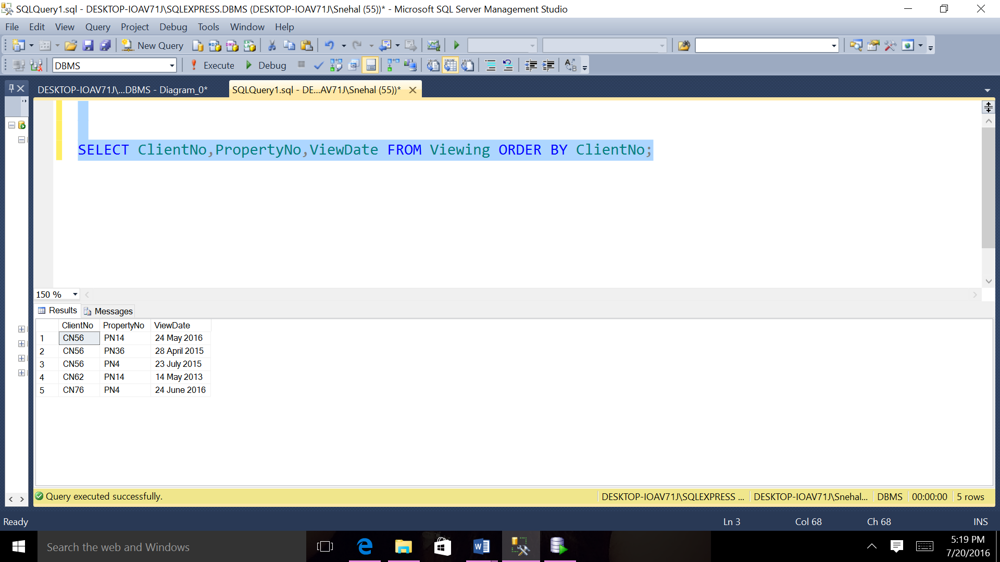 SQLQuery1.sql - DESKTOP-IOAV71J\SQLEXPRESS.DBMS (DESKTOP-IOAV71J\Snehal (55))* - Microsoft SQL Server Management Studio
File Edit View Query Project Debug Tools Window Help
New Query
DBMS Execute Debug
DESKTOP-IOAV71J\...DBMS - Diagram_0* SQLQuery1.sql - DE...AV71J\Snehal (55))*
SELECT ClientNo,PropertyNo,ViewDate FROM Viewing ORDER BY ClientNo;
150 %
Results Messages
ClientNo PropertyNo ViewDate
1 CN56 PN14 24 May 2016
2 CN56 PN36 28 April 2015
3 CN56 PN4 23 July 2015
4 CN62 PN14 14 May 2013
5 CN76 PN4 24 June 2016
Query executed successfully. DESKTOP-IOAV71J\SQLEXPRESS ... DESKTOP-IOAV71J\Snehal... DBMS 00:00:00 5 rows
Ready Ln 3 Col 68 Ch 68 INS
Search the web and Windows
5:19 PM
7/20/2016